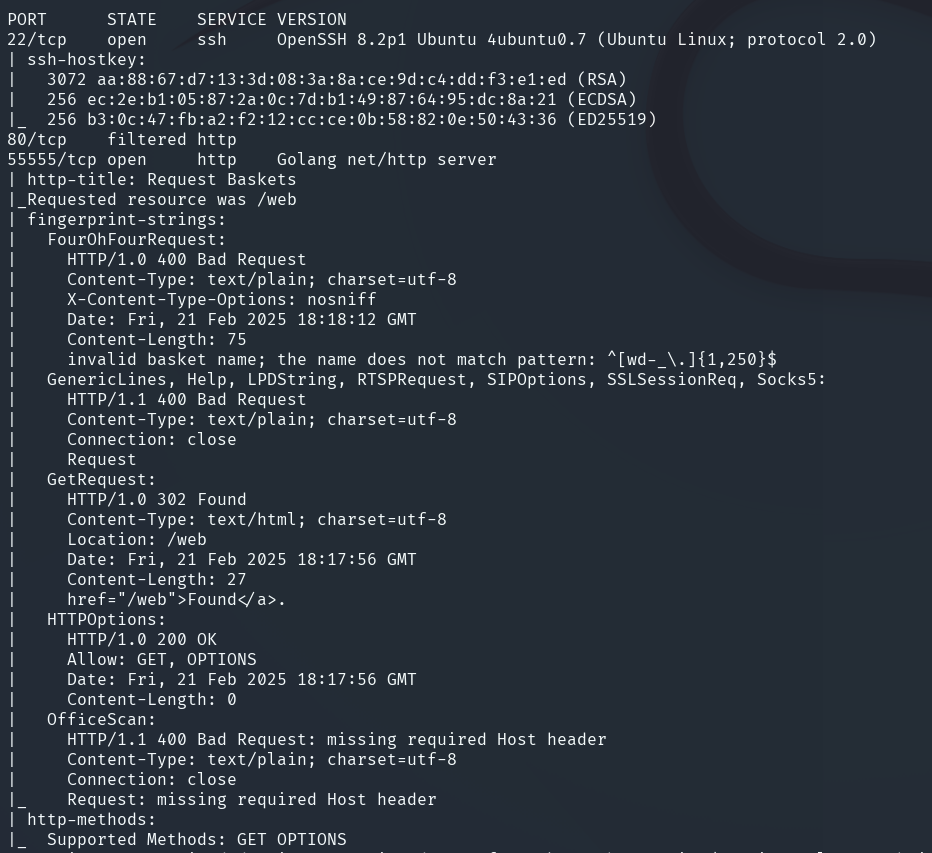 PORT      STATE    SERVICE VERSION
22/tcp    open     ssh     OpenSSH 8.2p1 Ubuntu 4ubuntu0.7 (Ubuntu Linux; protocol 2.0)
| ssh-hostkey:
|   3072 aa:88:67:d7:13:3d:08:3a:8a:ce:9d:c4:dd:f3:e1:ed (RSA)
|   256 ec:2e:b1:05:87:2a:0c:7d:b1:49:87:64:95:dc:8a:21 (ECDSA)
|_  256 b3:0c:47:fb:a2:f2:12:cc:ce:0b:58:82:0e:50:43:36 (ED25519)
80/tcp    filtered http
55555/tcp open     http    Golang net/http server
| http-title: Request Baskets
|_Requested resource was /web
| fingerprint-strings:
|   FourOhFourRequest:
|     HTTP/1.0 400 Bad Request
|     Content-Type: text/plain; charset=utf-8
|     X-Content-Type-Options: nosniff
|     Date: Fri, 21 Feb 2025 18:18:12 GMT
|     Content-Length: 75
|     invalid basket name; the name does not match pattern: ^[wd-_\.]{1,250}$
|   GenericLines, Help, LPDString, RTSPRequest, SIPOptions, SSLSessionReq, Socks5:
|     HTTP/1.1 400 Bad Request
|     Content-Type: text/plain; charset=utf-8
|     Connection: close
|     Request
|   GetRequest:
|     HTTP/1.0 302 Found
|     Content-Type: text/html; charset=utf-8
|     Location: /web
|     Date: Fri, 21 Feb 2025 18:17:56 GMT
|     Content-Length: 27
|     href="/web">Found</a>.
|   HTTPOptions:
|     HTTP/1.0 200 OK
|     Allow: GET, OPTIONS
|     Date: Fri, 21 Feb 2025 18:17:56 GMT
|     Content-Length: 0
|   OfficeScan:
|     HTTP/1.1 400 Bad Request: missing required Host header
|     Content-Type: text/plain; charset=utf-8
|     Connection: close
|_    Request: missing required Host header
| http-methods:
|_  Supported Methods: GET OPTIONS